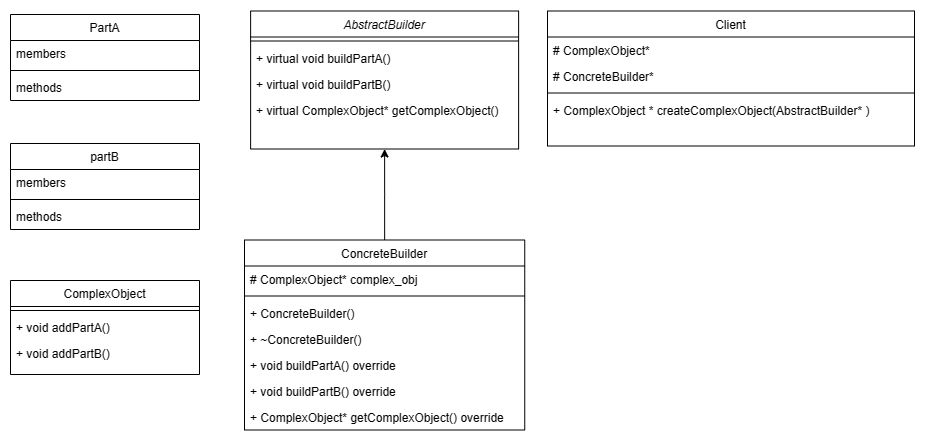 PartA
members
methods
partB
members
methods
ComplexObject
+ void addPartA()
+ void addPartB()
AbstractBuilder
+ virtual void buildPartA()
+ virtual void buildPartB()
+ virtual ComplexObject* getComplexObject()
ConcreteBuilder
# ComplexObject* complex_obj
+ ConcreteBuilder()
+ ~ConcreteBuilder()
+ void buildPartA() override
+ void buildPartB() override
+ ComplexObject* getComplexObject() override
Client
# ComplexObject*
# ConcreteBuilder*
+ ComplexObject * createComplexObject(AbstractBuilder* )